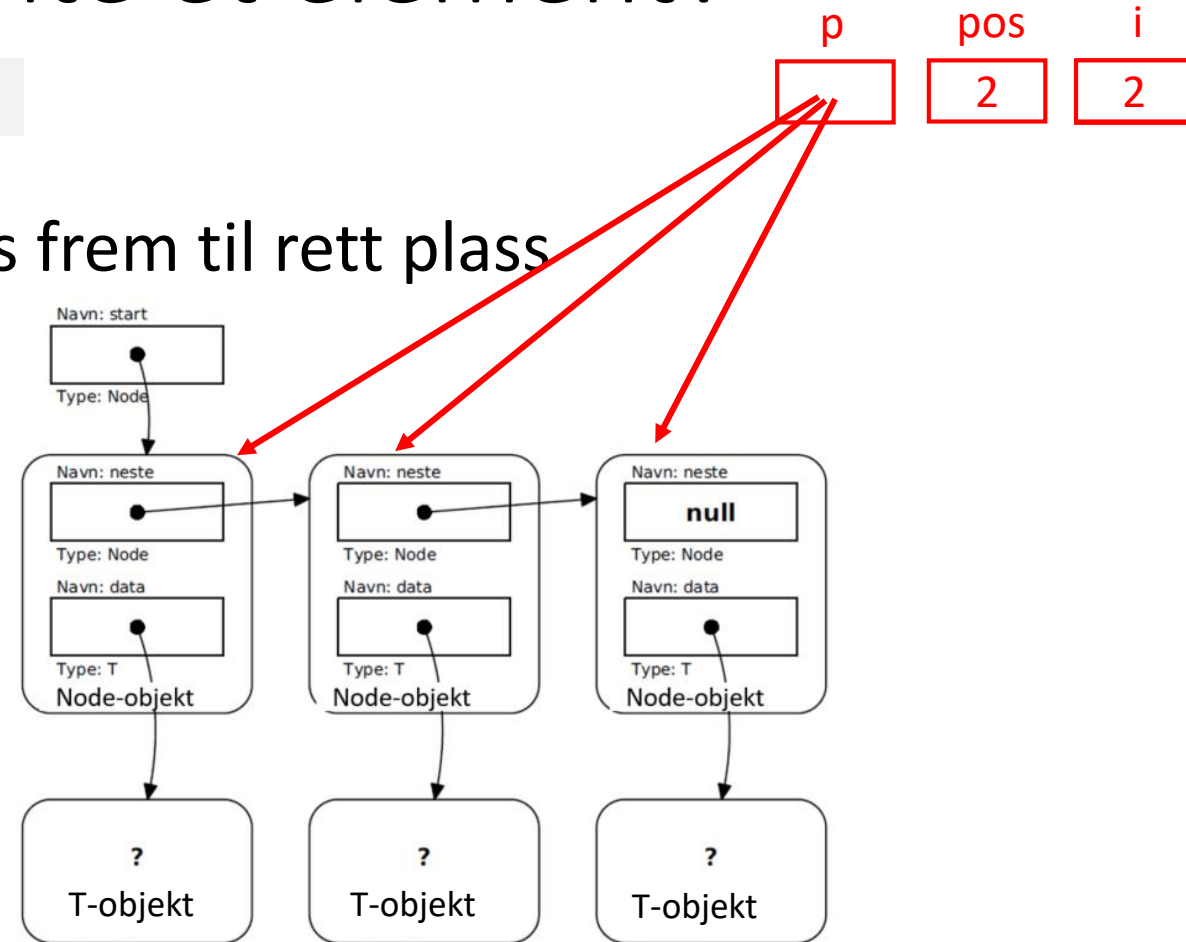 et element?
p pos i
2 2
s frem til rett plass
Navn: start
Type: Node
Navn: neste Navn: neste Navn: neste
null
Type: Node Type: Node Type: Node
Navn: data Navn: data Navn: data
Type: T Type: T Type: T
Node-objekt Node-objekt Node-objekt
? ? ?
T-objekt T-objekt T-objekt